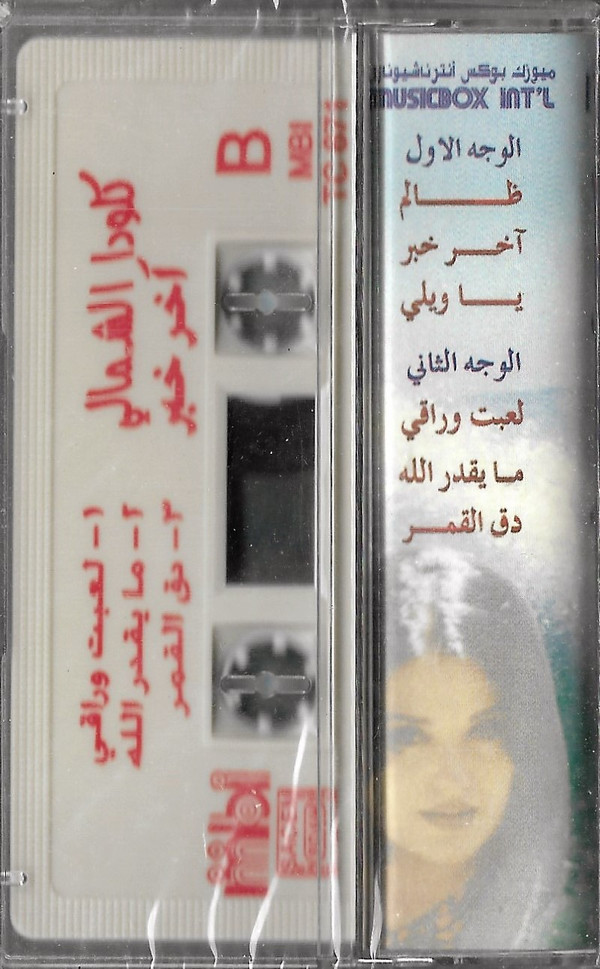 ميوزك بوكس أنترناشيونال
MUSICBOX INT'L
الوجه الاول
ظالم
آخر خبر
يا ويلي
الوجه الثاني
لعبت وراقي
ما يقدر الله
دق القمر
B
MBI
كلودا الشمالي
آخر خبر
١- لعبت وراقي
٢- ما يقدر الله
٣- دق القمر
mbi